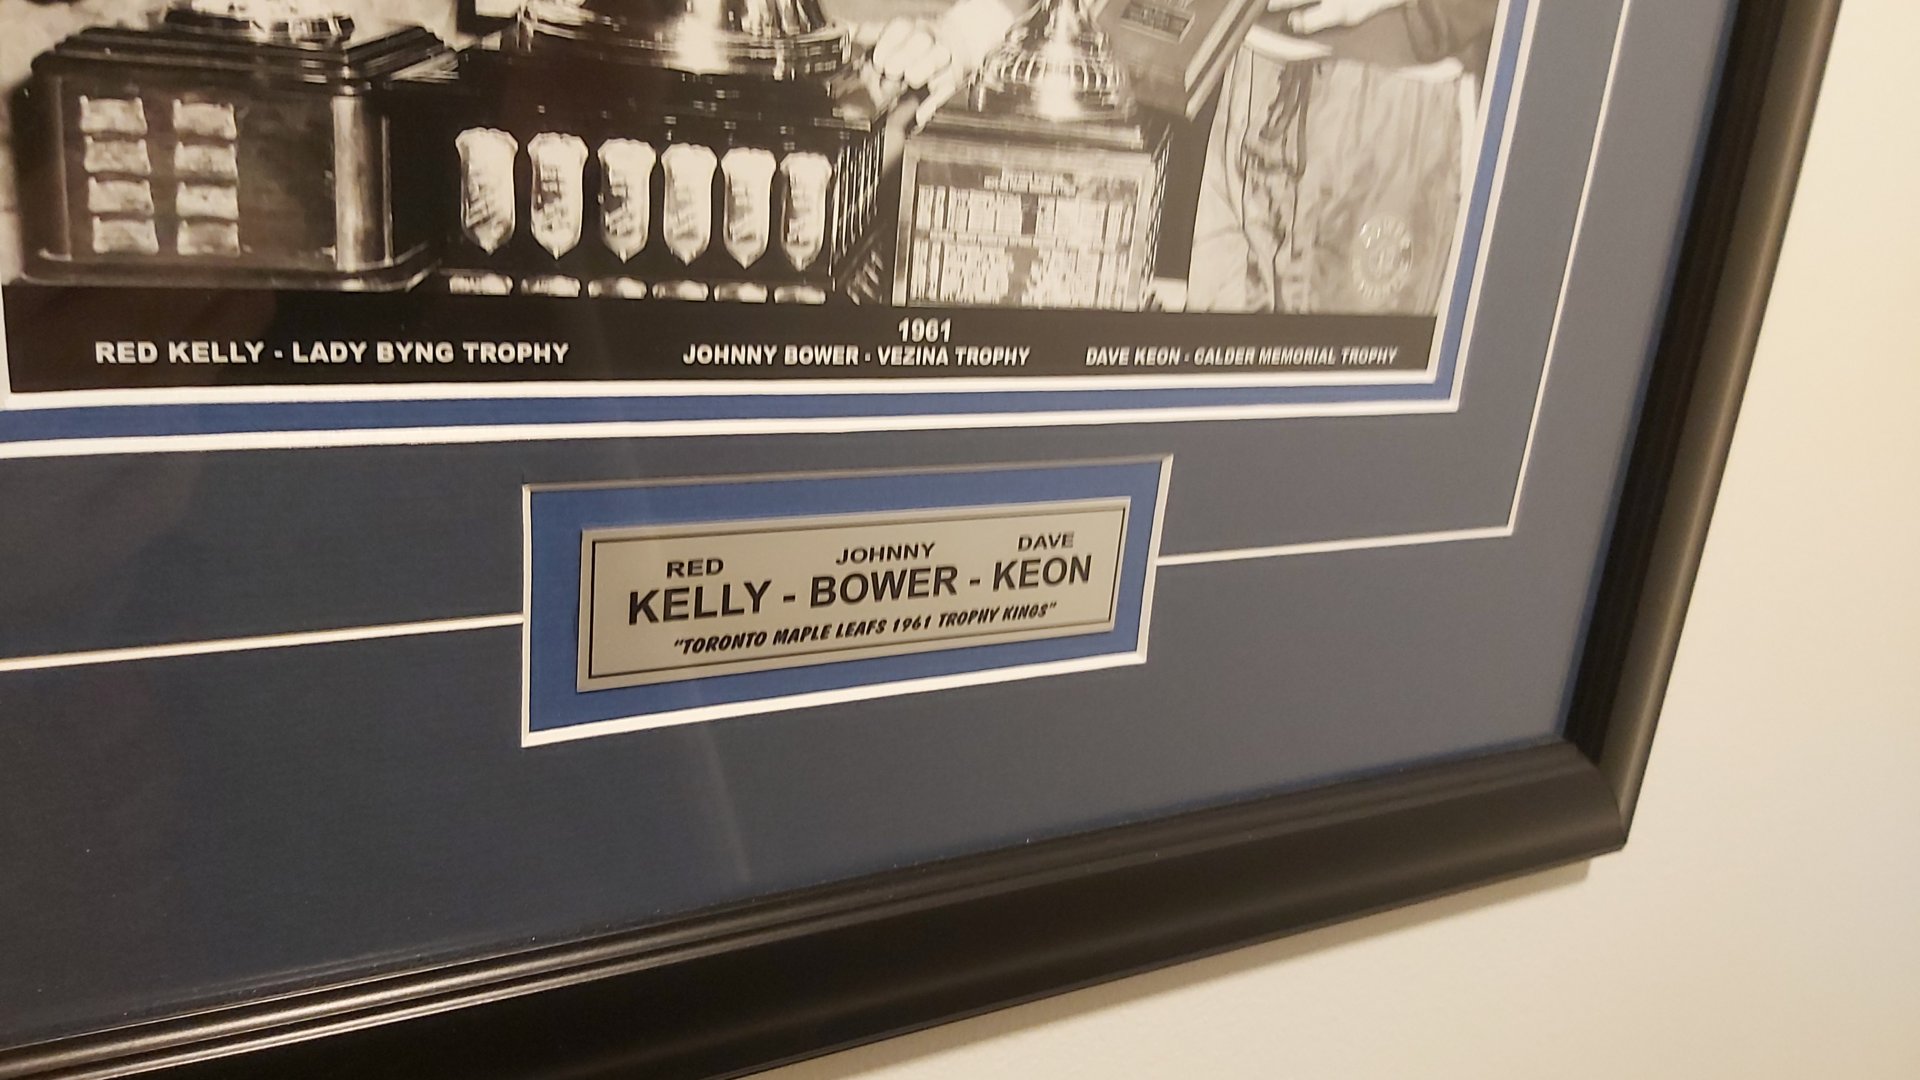 1961
RED KELLY - LADY BYNG TROPHY JOHNNY BOWER - VEZINA TROPHY DAVE KEON - CALDER MEMORIAL TROPHY
RED JOHNNY DAVE
KELLY - BOWER - KEON
"TORONTO MAPLE LEAFS 1961 TROPHY KINGS"